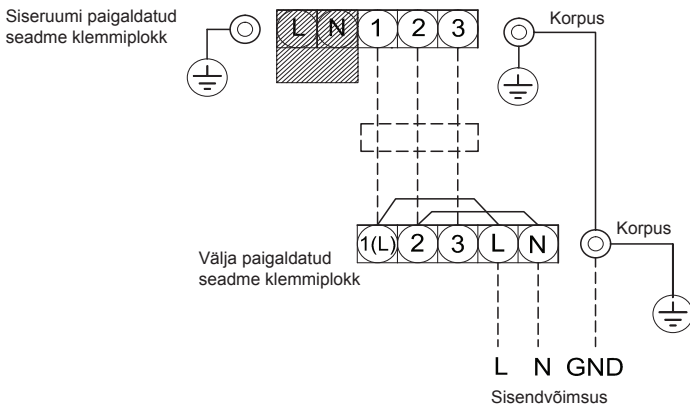 Siseruumi paigaldatud
seadme klemmiplokk
L N 1 2 3
Korpus
1(L) 2 3 L N
Korpus
Välja paigaldatud
seadme klemmiplokk
L N GND
Sisendvõimsus